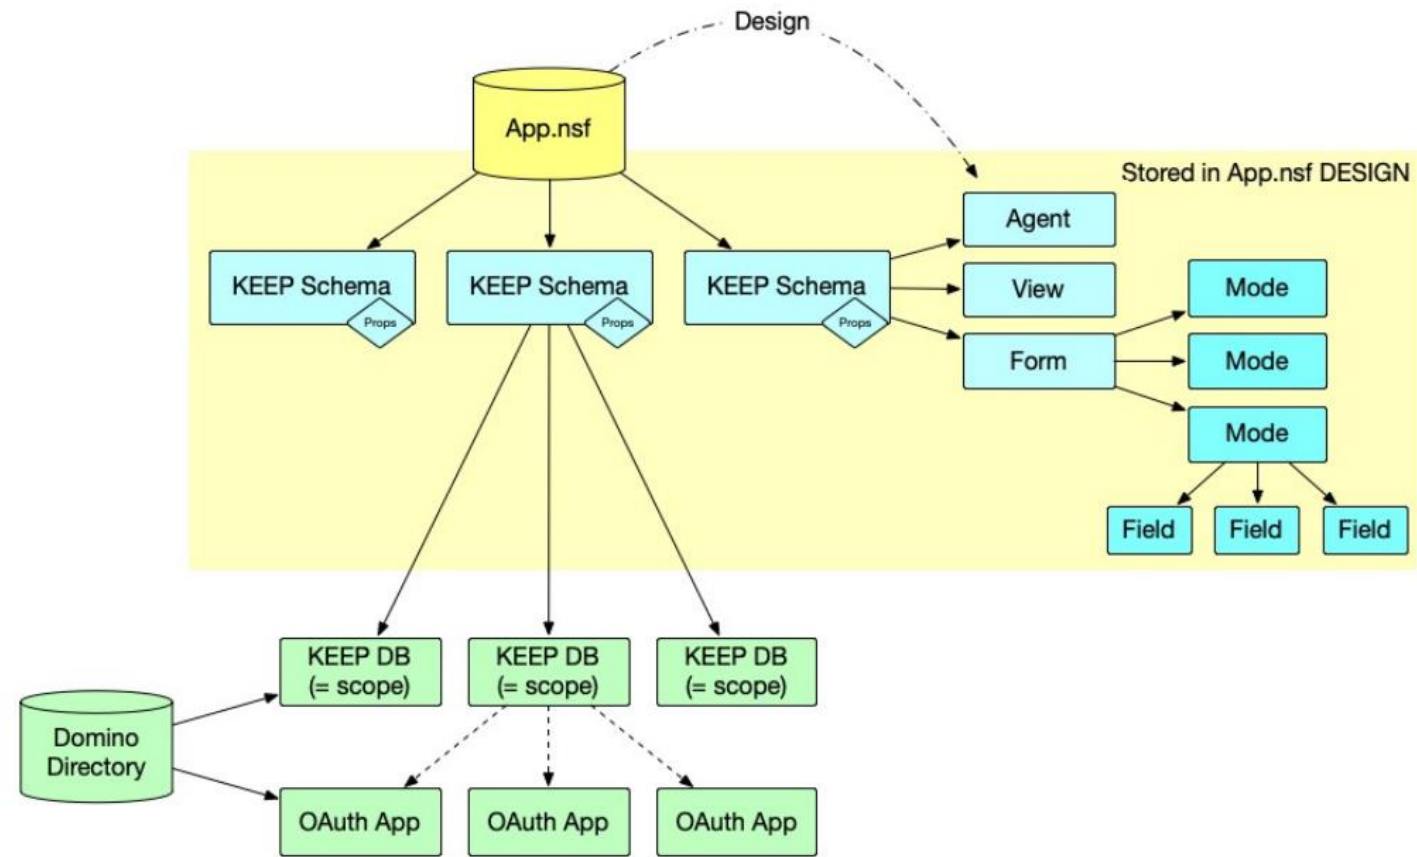 Design
App.nsf
Stored in App.nsf DESIGN
Agent
KEEP Schema
Props
KEEP Schema
Props
KEEP Schema
Props
View
Form
Mode
Mode
Mode
Field
Field
Field
KEEP DB
(= scope)
KEEP DB
(= scope)
KEEP DB
(= scope)
Domino
Directory
OAuth App
OAuth App
OAuth App